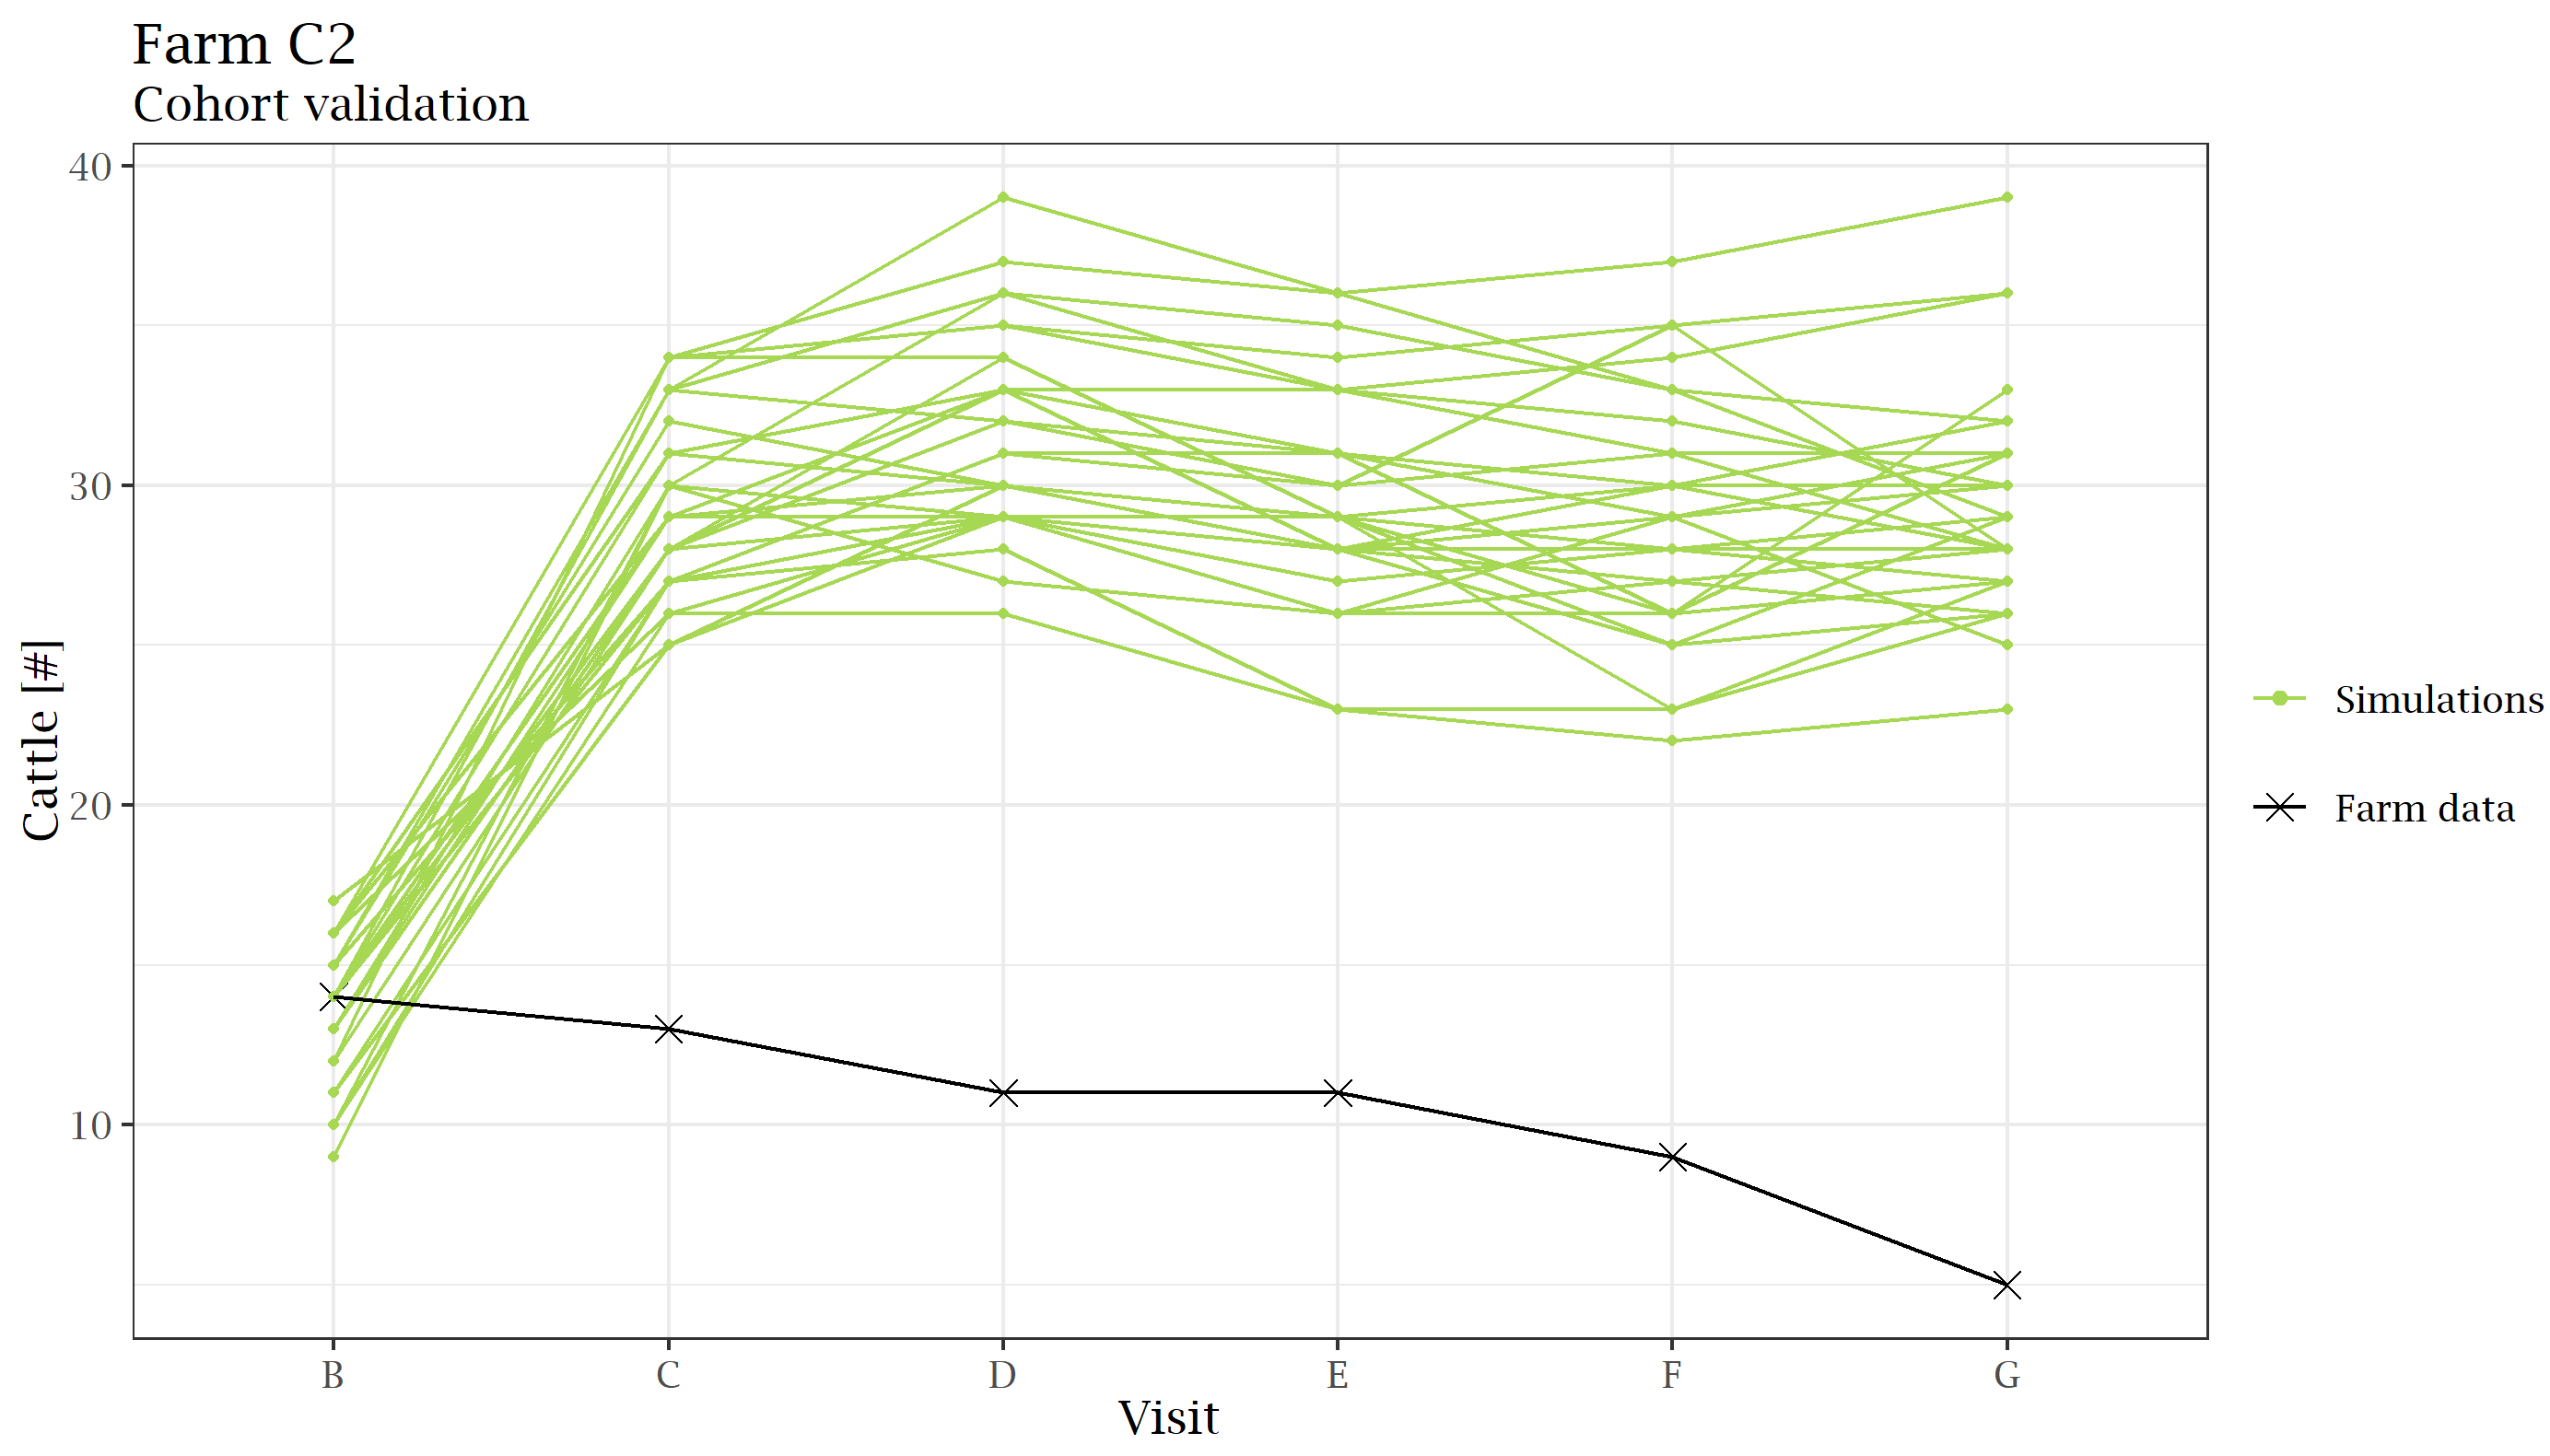 Farm C2
Cohort validation
40
30
20
10
Cattle [#]
B C D E F G
Visit
Simulations
Farm data